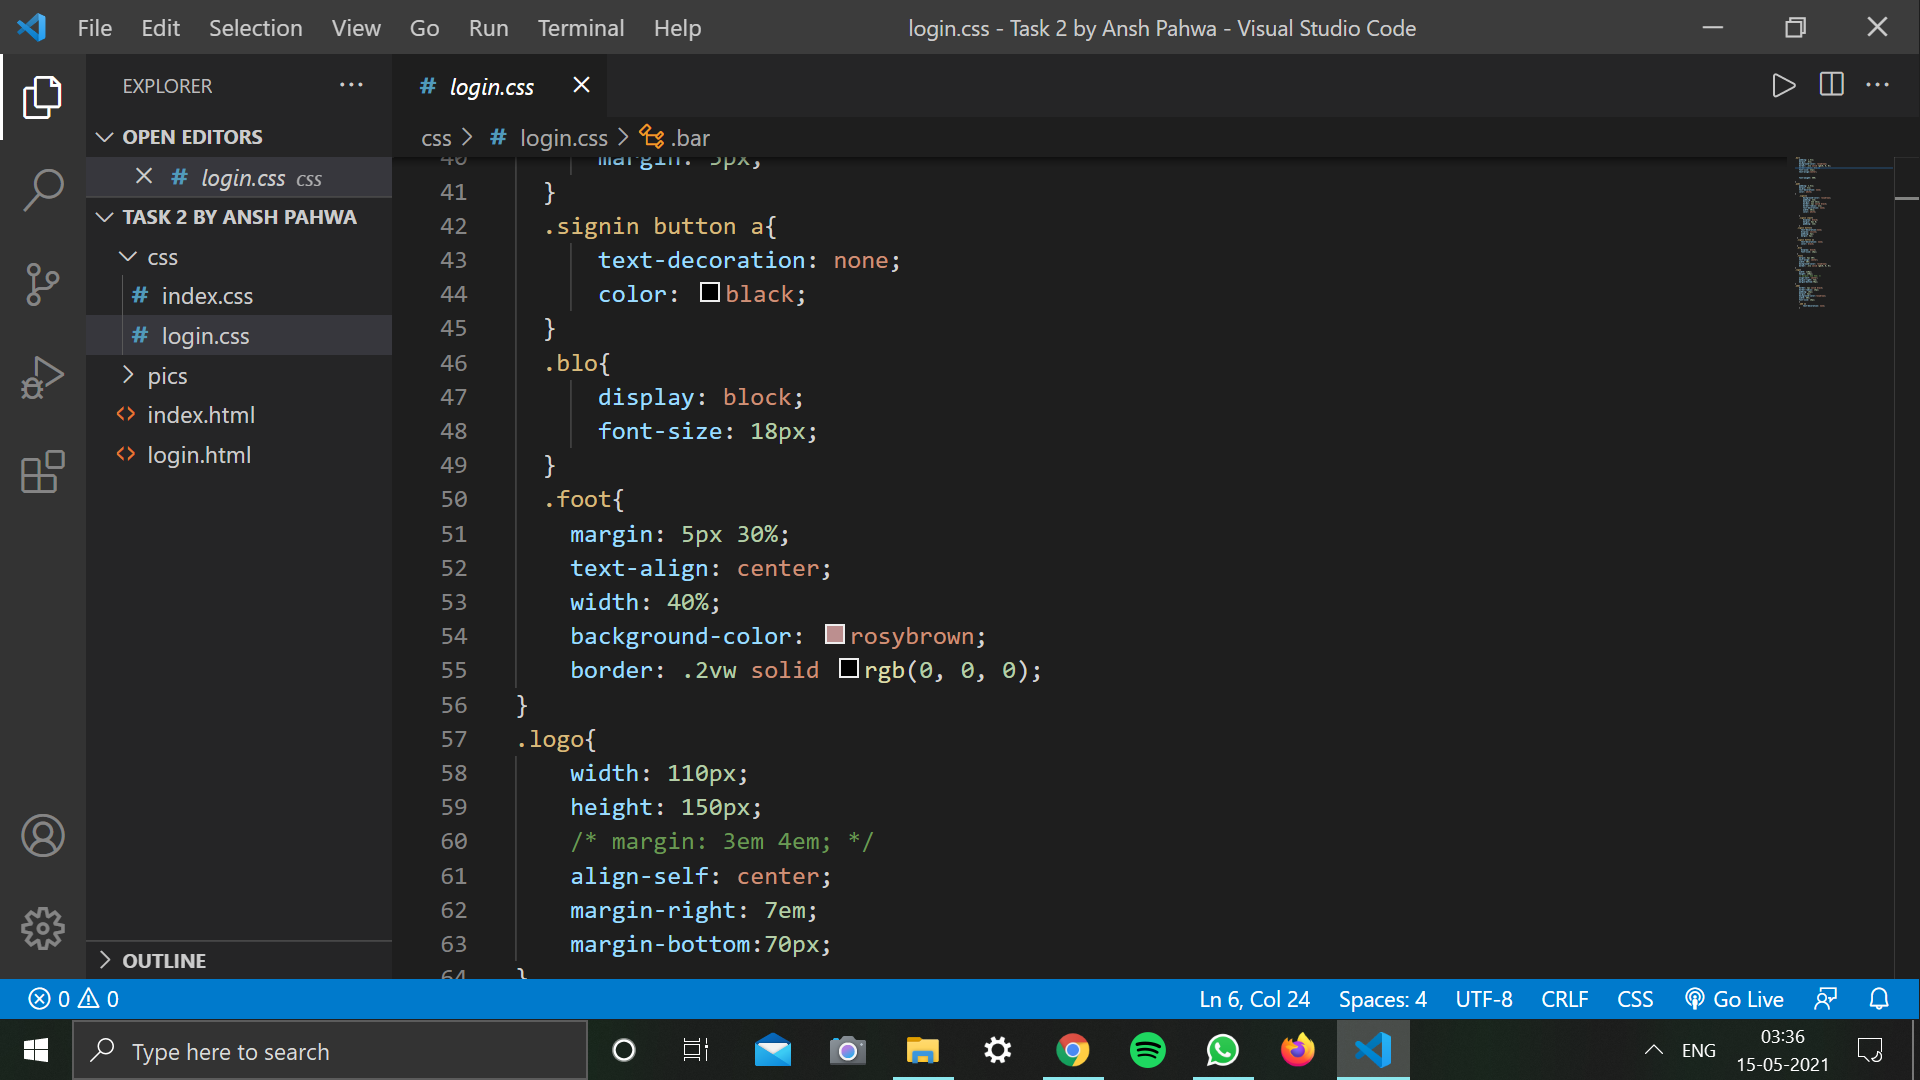 File Edit Selection View Go Run Terminal Help
login.css - Task 2 by Ansh Pahwa - Visual Studio Code
EXPLORER
OPEN EDITORS
# login.css css
TASK 2 BY ANSH PAHWA
css
# index.css
# login.css
pics
<> index.html
<> login.html
OUTLINE
# login.css
css > # login.css > .bar
40 margin: 5px;
41 }
42 .signin button a{
43 text-decoration: none;
44 color: black;
45 }
46 .blo{
47 display: block;
48 font-size: 18px;
49 }
50 .foot{
51 margin: 5px 30%;
52 text-align: center;
53 width: 40%;
54 background-color: rosybrown;
55 border: .2vw solid rgb(0, 0, 0);
56 }
57 .logo{
58 width: 110px;
59 height: 150px;
60 /* margin: 3em 4em; */
61 align-self: center;
62 margin-right: 7em;
63 margin-bottom:70px;
64 }
0 0
Ln 6, Col 24 Spaces: 4 UTF-8 CRLF CSS Go Live
Type here to search
ENG
03:36
15-05-2021